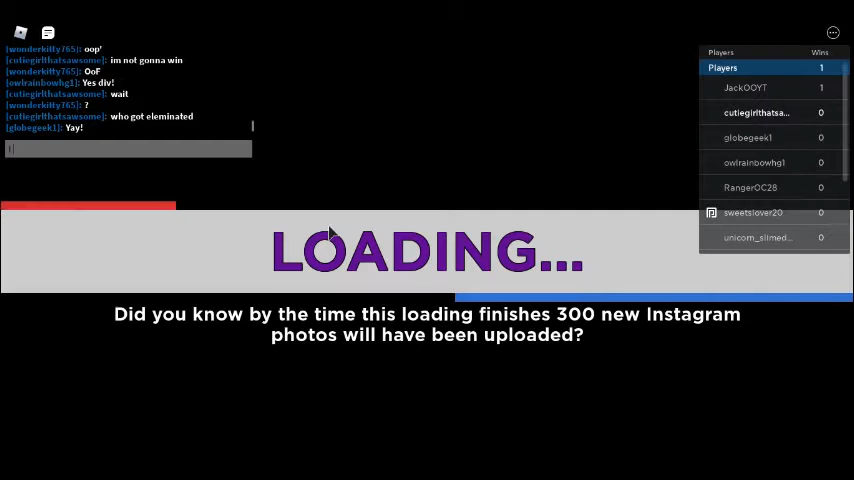 [wonderkitty765]: oop'
[cutiegirlthatsawsome]: im not gonna win
[wonderkitty765]: OoF
[owlrainbowhg1]: Yes div!
[cutiegirlthatsawsome]: wait
[wonderkitty765]: ?
[cutiegirlthatsawsome]: who got eleminated
[globegeek1]: Yay!
Players Wins
Players 1
JackOOYT 1
cutiegirlthatsa... 0
globegeek1 0
owlrainbowhg1 0
RangerOC28 0
sweetslover20 0
unicorn_slimed... 0
LOADING...
Did you know by the time this loading finishes 300 new Instagram
photos will have been uploaded?